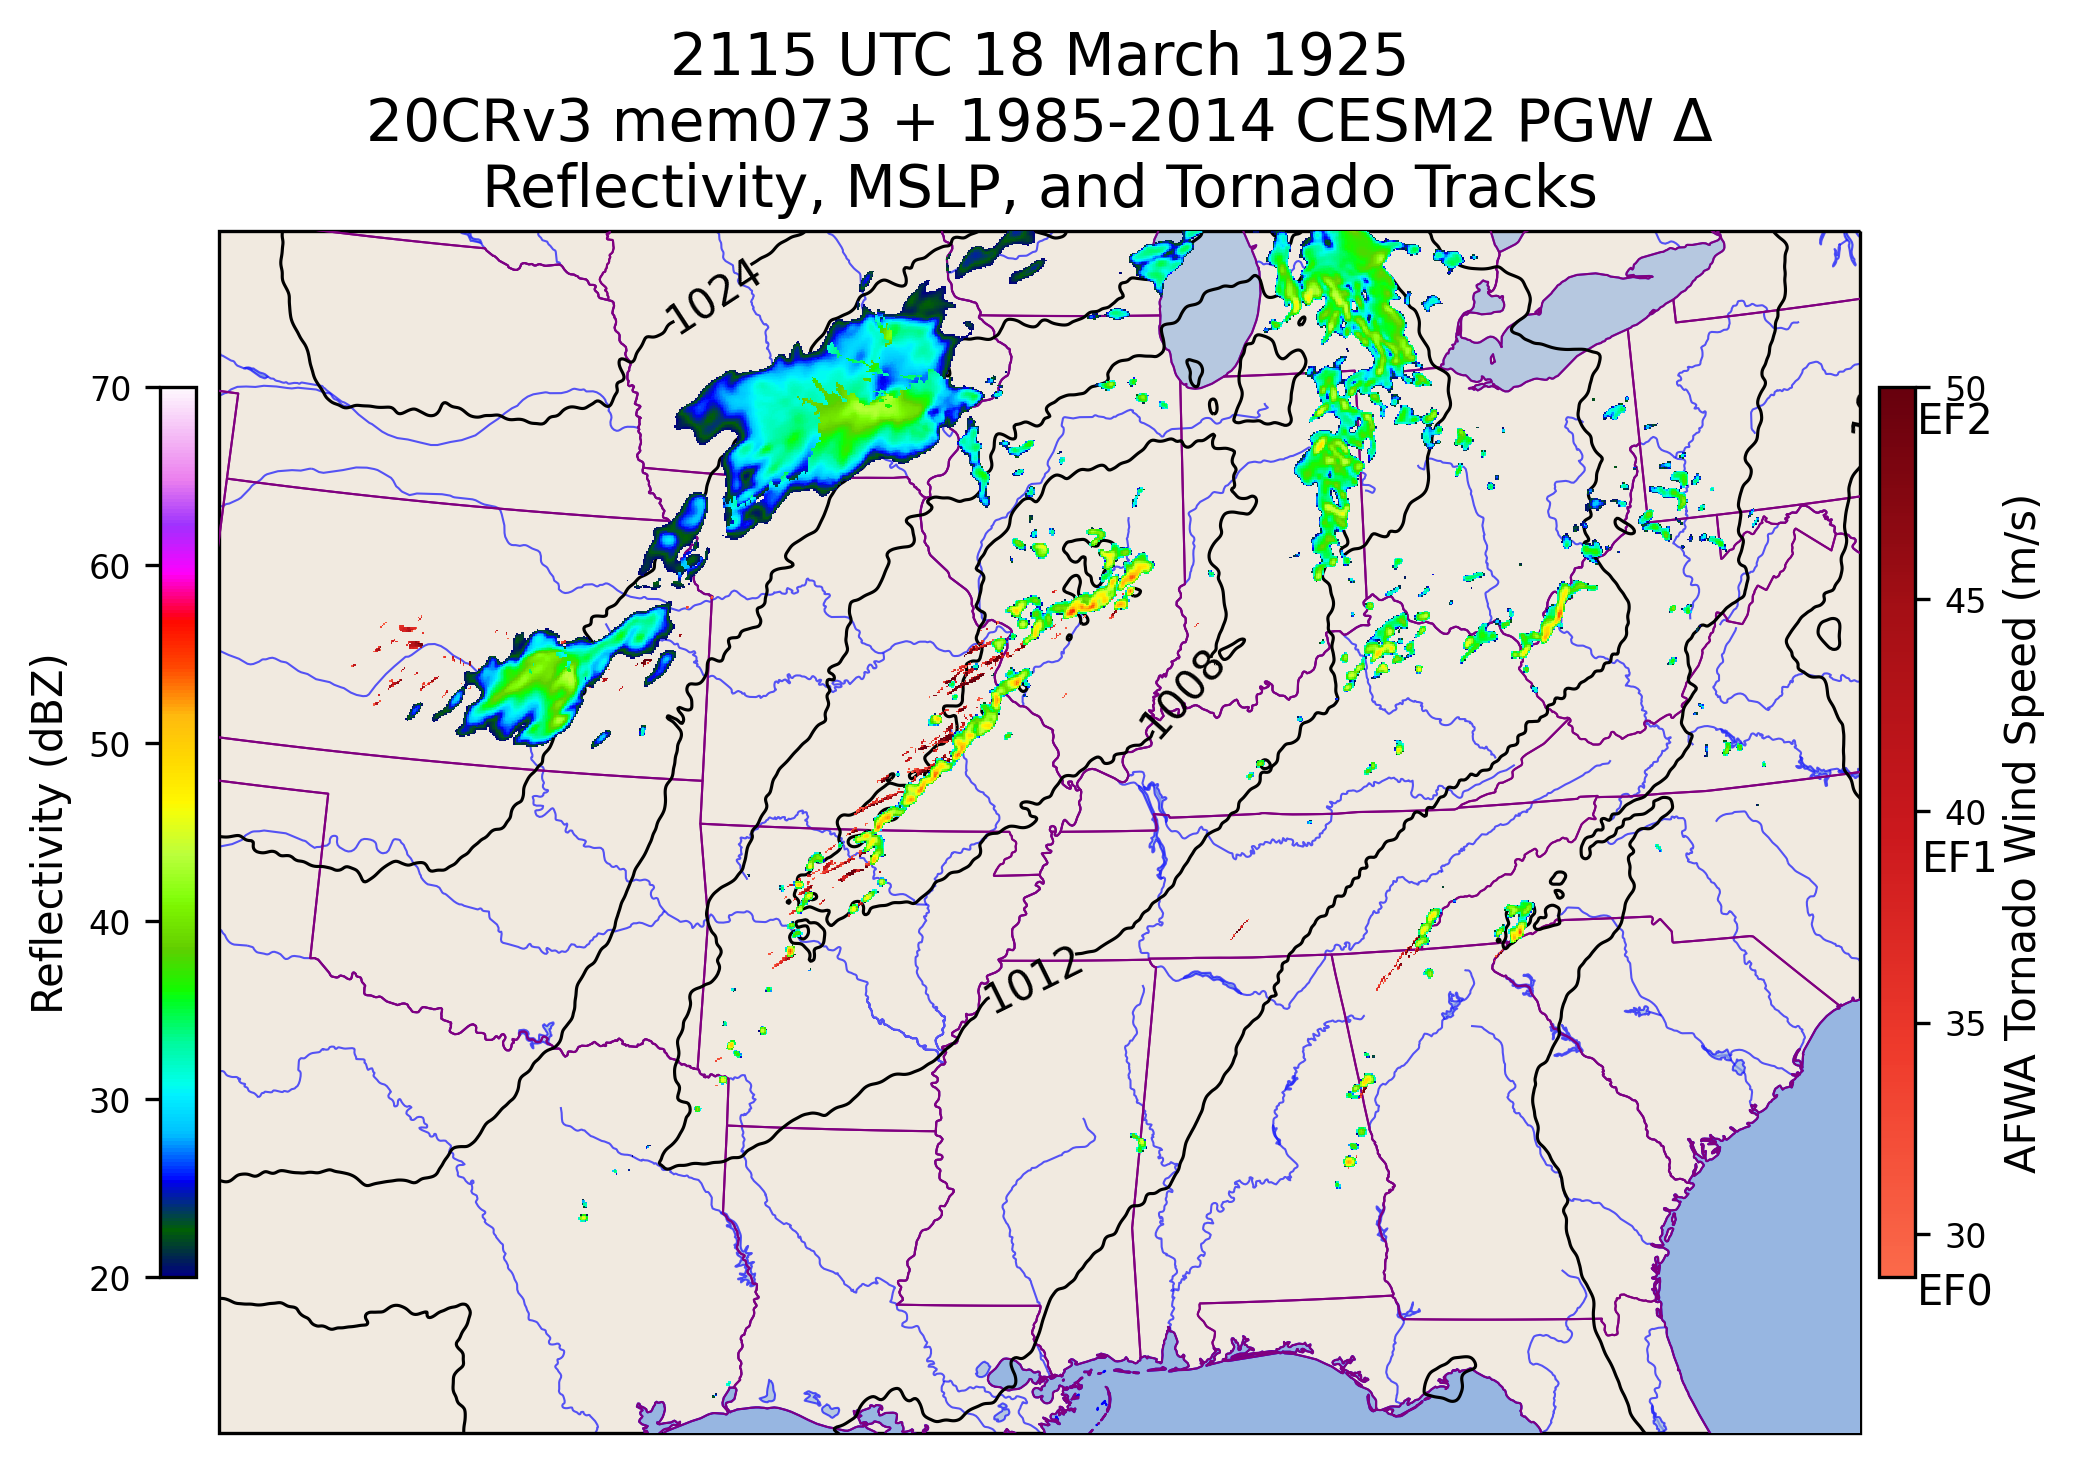 2115 UTC 18 March 1925
20CRv3 mem073 + 1985-2014 CESM2 PGW Δ
Reflectivity, MSLP, and Tornado Tracks
1024
1008
1012
70
60
50
40
30
20
Reflectivity (dBZ)
50
EF2
45
40
EF1
35
30
EF0
AFWA Tornado Wind Speed (m/s)